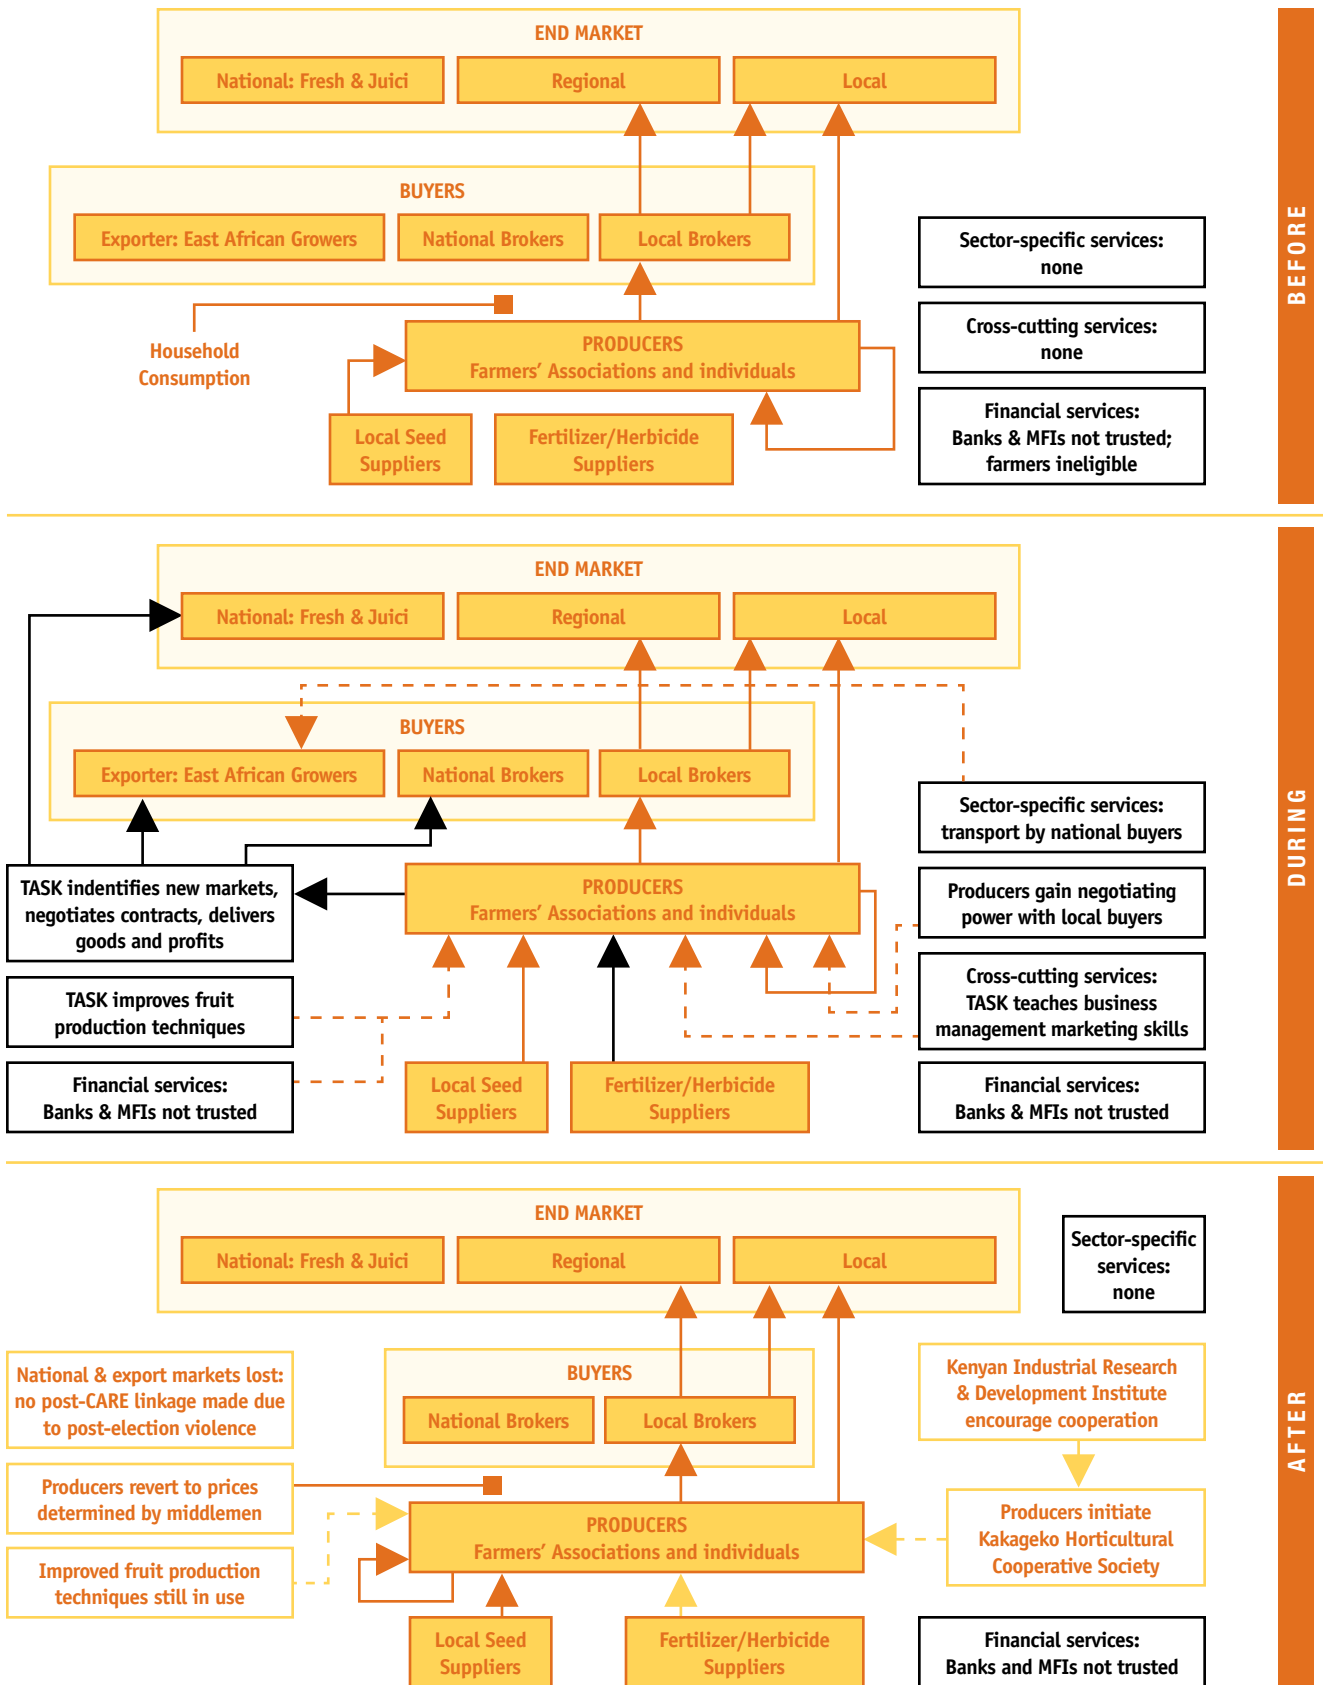 END MARKET
National: Fresh & Juici
Regional
Local
BUYERS
Exporter: East African Growers
National Brokers
Local Brokers
Sector-specific services:
none
Cross-cutting services:
none
Household
Consumption
PRODUCERS
Farmers' Associations and individuals
Financial services:
Banks & MFIs not trusted;
farmers ineligible
Local Seed
Suppliers
Fertilizer/Herbicide
Suppliers
BEFORE
END MARKET
National: Fresh & Juici
Regional
Local
BUYERS
Exporter: East African Growers
National Brokers
Local Brokers
Sector-specific services:
transport by national buyers
TASK indentifies new markets,
negotiates contracts, delivers
goods and profits
PRODUCERS
Farmers' Associations and individuals
Producers gain negotiating
power with local buyers
TASK improves fruit
production techniques
Cross-cutting services:
TASK teaches business
management marketing skills
Financial services:
Banks & MFIs not trusted
Local Seed
Suppliers
Fertilizer/Herbicide
Suppliers
Financial services:
Banks & MFIs not trusted
DURING
END MARKET
National: Fresh & Juici
Regional
Local
Sector-specific
services:
none
National & export markets lost:
no post-CARE linkage made due
to post-election violence
BUYERS
National Brokers
Local Brokers
Kenyan Industrial Research
& Development Institute
encourage cooperation
Producers revert to prices
determined by middlemen
PRODUCERS
Farmers' Associations and individuals
Producers initiate
Kakageko Horticultural
Cooperative Society
Improved fruit production
techniques still in use
Local Seed
Suppliers
Fertilizer/Herbicide
Suppliers
Financial services:
Banks and MFIs not trusted
AFTER